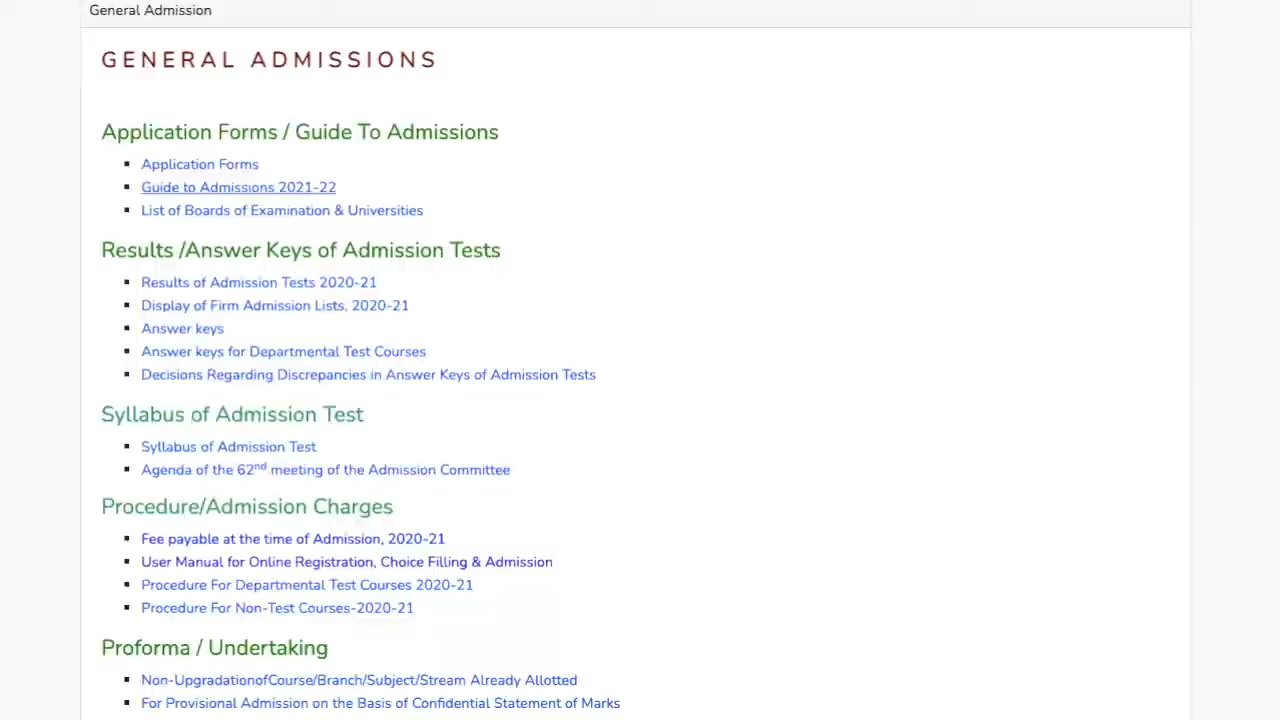 General Admission
GENERAL ADMISSIONS
Application Forms / Guide To Admissions
Application Forms
Guide to Admissions 2021-22
List of Boards of Examination & Universities
Results /Answer Keys of Admission Tests
Results of Admission Tests 2020-21
Display of Firm Admission Lists, 2020-21
Answer keys
Answer keys for Departmental Test Courses
Decisions Regarding Discrepancies in Answer Keys of Admission Tests
Syllabus of Admission Test
Syllabus of Admission Test
Agenda of the 62nd meeting of the Admission Committee
Procedure/Admission Charges
Fee payable at the time of Admission, 2020-21
User Manual for Online Registration, Choice Filling & Admission
Procedure For Departmental Test Courses 2020-21
Procedure For Non-Test Courses-2020-21
Proforma / Undertaking
Non-UpgradationofCourse/Branch/Subject/Stream Already Allotted
For Provisional Admission on the Basis of Confidential Statement of Marks